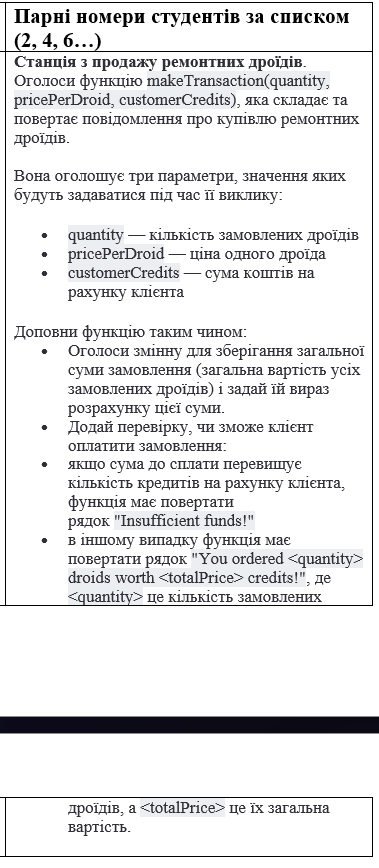 Парні номери студентів за списком
(2, 4, 6…)
Станція з продажу ремонтних дроїдів.
Оголоси функцію makeTransaction(quantity,
pricePerDroid, customerCredits), яка складає та
повертає повідомлення про купівлю ремонтних
дроїдів.
Вона оголошує три параметри, значення яких
будуть задаватися під час її виклику:
• quantity — кількість замовлених дроїдів
• pricePerDroid — ціна одного дроїда
• customerCredits — сума коштів на
рахунку клієнта
Доповни функцію таким чином:
• Оголоси змінну для зберігання загальної
суми замовлення (загальна вартість усіх
замовлених дроїдів) і задай їй вираз
розрахунку цієї суми.
• Додай перевірку, чи зможе клієнт
оплатити замовлення:
• якщо сума до сплати перевищує
кількість кредитів на рахунку клієнта,
функція має повертати
рядок "Insufficient funds!"
• в іншому випадку функція має
повертати рядок "You ordered <quantity>
droids worth <totalPrice> credits!", де
<quantity> це кількість замовлених
дроїдів, а <totalPrice> це їх загальна
вартість.